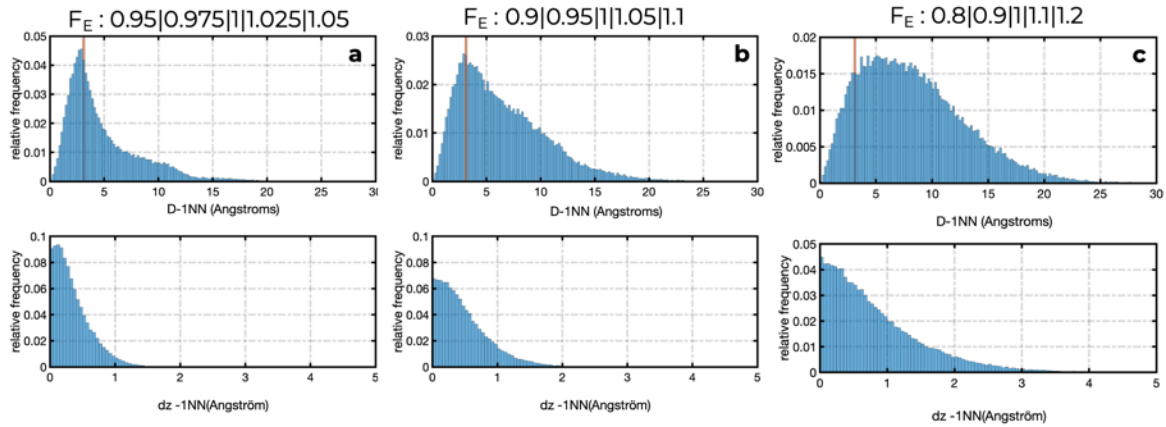 F_E : 0.95|0.975|1|1.025|1.05
a
0.05
0.04
0.03
0.02
0.01
0
relative frequency
0 5 10 15 20 25 30
D-1NN (Angstroms)
F_E : 0.9|0.95|1|1.05|1.1
b
0.03
0.02
0.01
0
relative frequency
0 5 10 15 20 25 30
D-1NN (Angstroms)
F_E : 0.8|0.9|1|1.1|1.2
c
0.02
0.015
0.01
0.005
0
relative frequency
0 5 10 15 20 25 30
D-1NN (Angstroms)
0.1
0.08
0.06
0.04
0.02
0
relative frequency
0 1 2 3 4 5
dz -1NN(Angström)
0.1
0.08
0.06
0.04
0.02
0
relative frequency
0 1 2 3 4 5
dz -1NN(Angström)
0.05
0.04
0.03
0.02
0.01
0
relative frequency
0 1 2 3 4 5
dz -1NN(Angström)